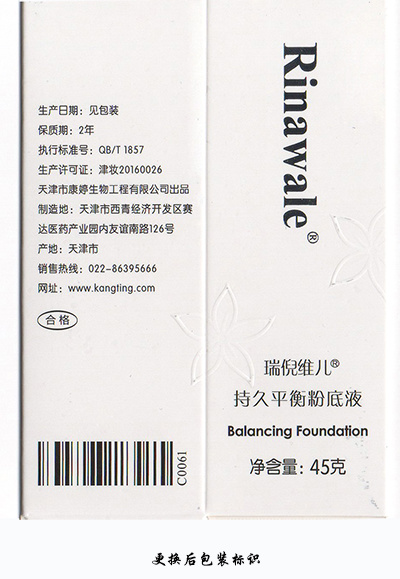 生产日期：见包装
保质期：2年
执行标准号：QB/T 1857
生产许可证：津妆20160026
天津市康婷生物工程有限公司出品
制造地：天津市西青经济开发区赛
达医药产业园内友谊南路126号
产地：天津市
销售热线：022-86395666
网址：www.kangting.com
合格
C0061
Rinawale®
瑞倪维儿®
持久平衡粉底液
Balancing Foundation
净含量：45克
更换后包装标识